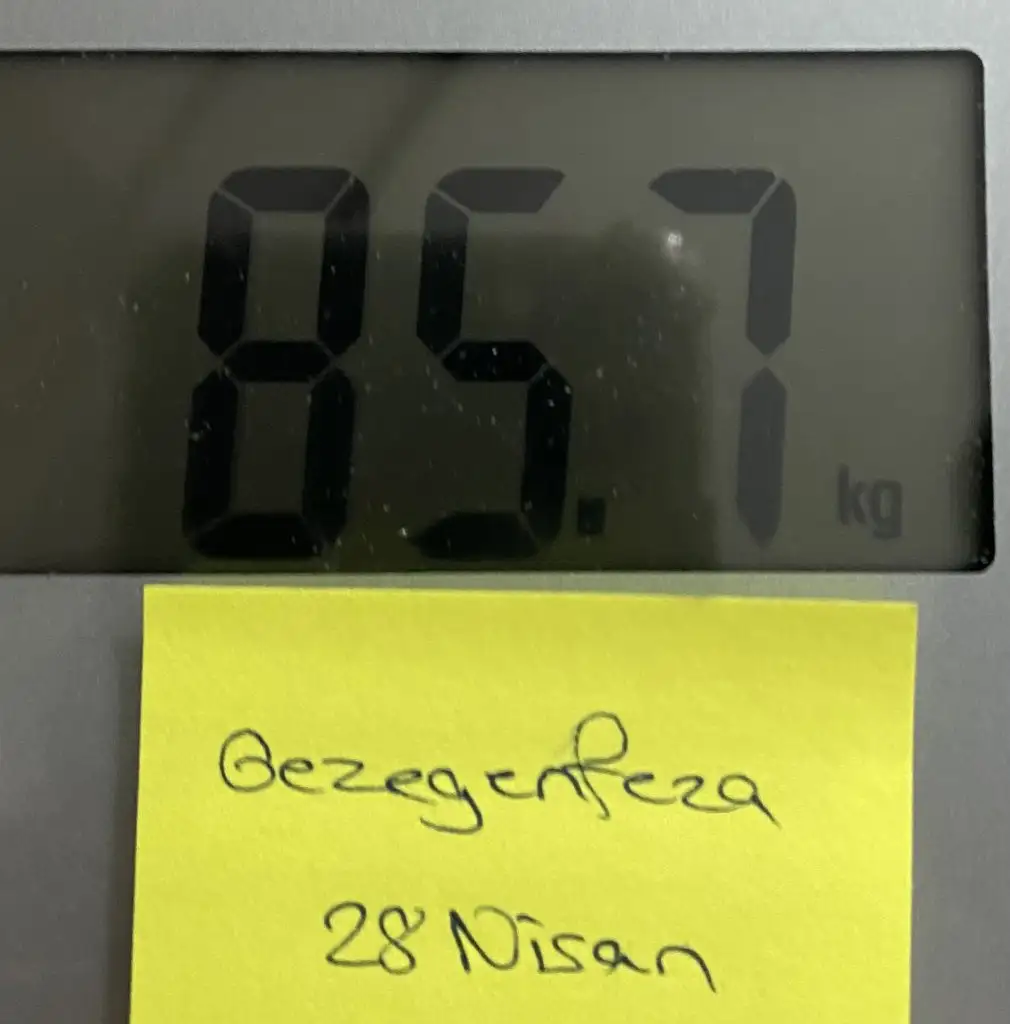 85.7 kg
Gezegenfeza
28 Nisan